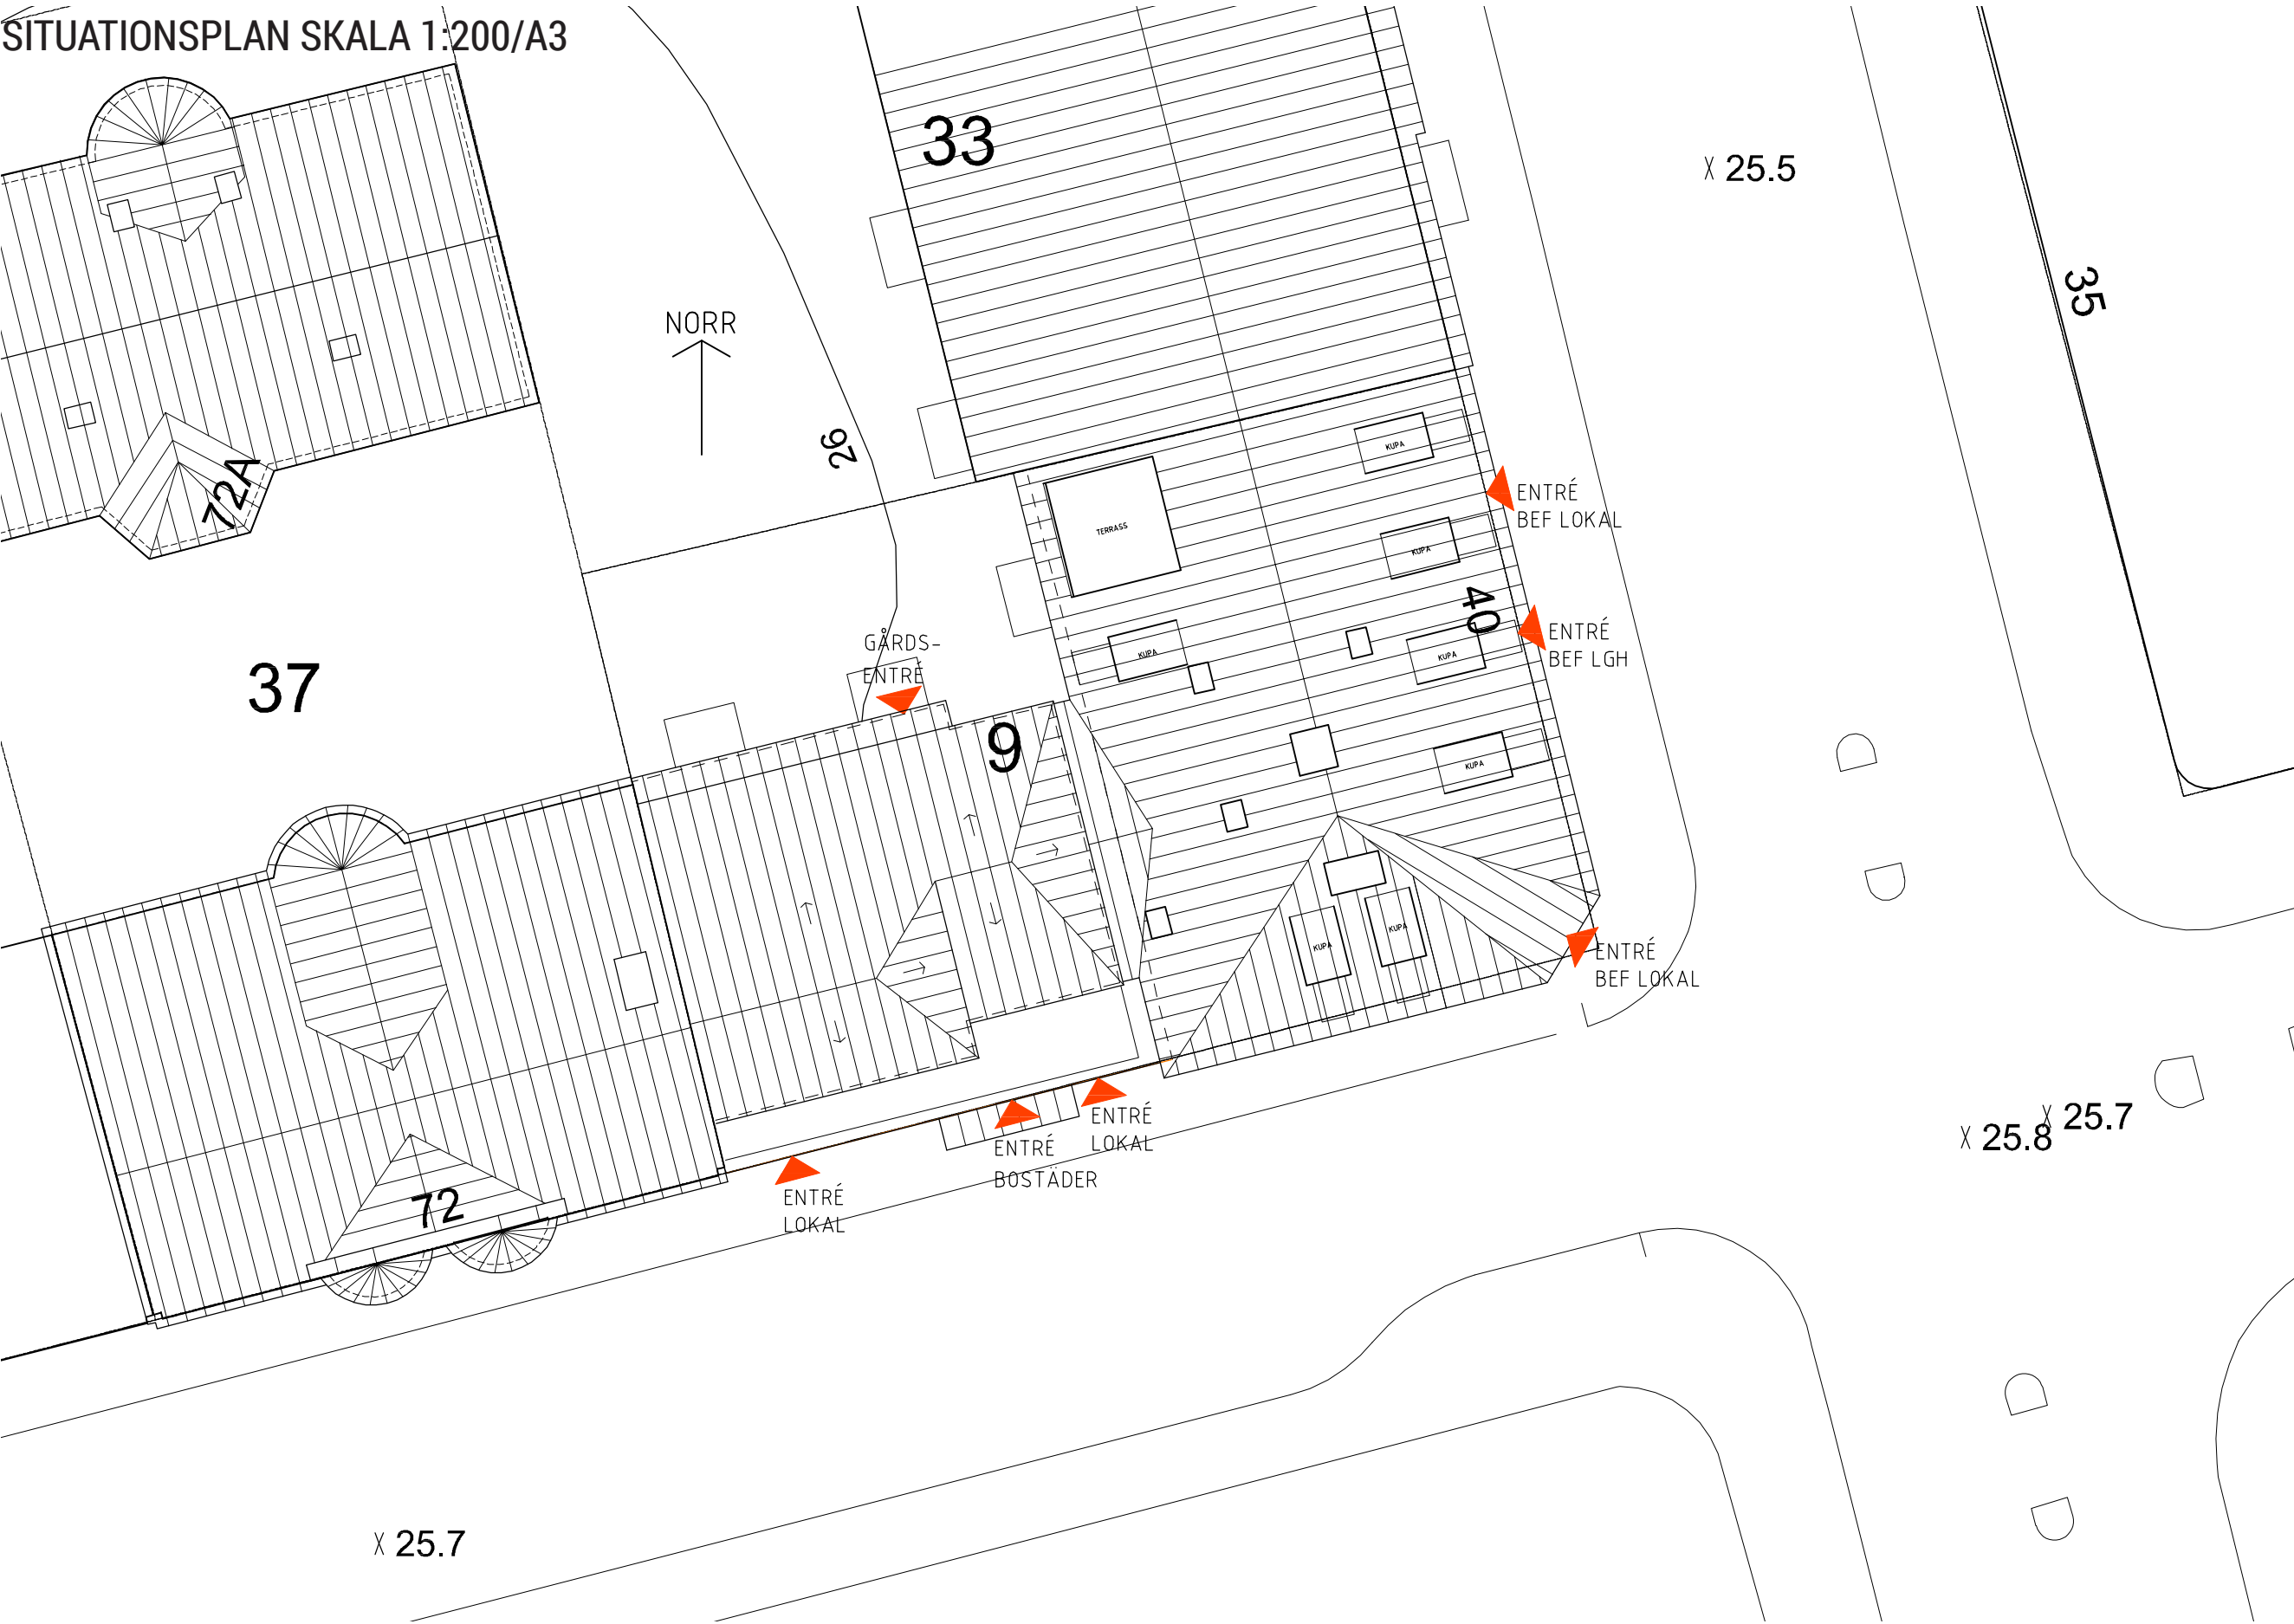 SITUATIONSPLAN SKALA 1:200/A3
33
X 25.5
35
NORR
26
72A
KUPA
ENTRÉ
BEF LOKAL
TERRASS
KUPA
40
ENTRÉ
BEF LGH
GÅRDS-
ENTRÉ
KUPA
KUPA
37
9
KUPA
KUPA
KUPA
ENTRÉ
BEF LOKAL
ENTRÉ
LOKAL
ENTRÉ
BOSTÄDER
ENTRÉ
LOKAL
72
X 25.8
X 25.7
X 25.7